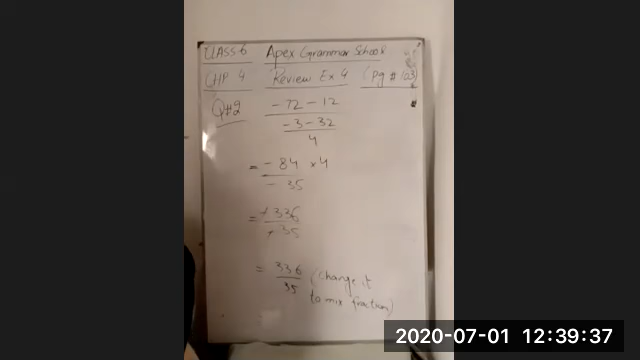 CLASS 6 Apex Grammar School
CHP 4 Review Ex 4 (Pg # 103)
Q#2 -72-12
-3-32
4
= -84 ×4
- 35
= -336
- 35
= 336 (Change it
35 to mix fraction)
2020-07-01 12:39:37